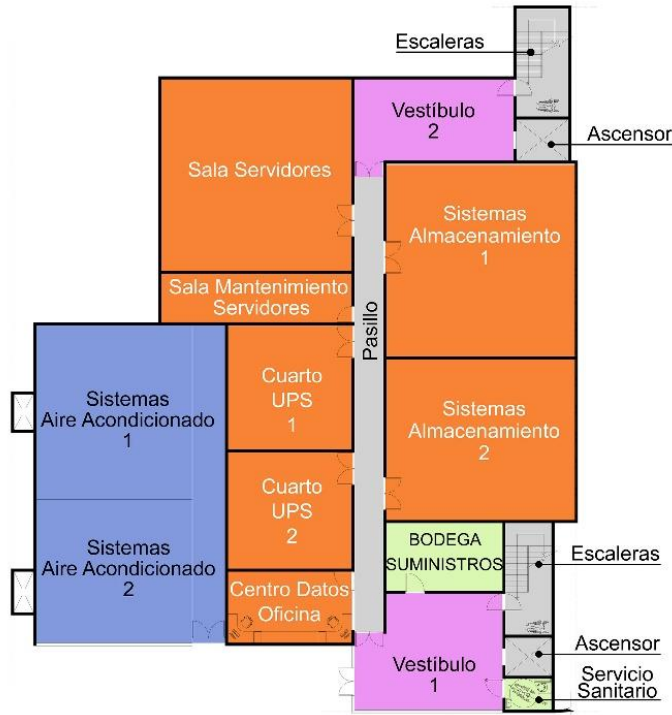 Escaleras
Vestíbulo
2
Ascensor
Sala Servidores
Sistemas
Almacenamiento
1
Sala Mantenimiento
Servidores
Pasillo
Sistemas
Aire Acondicionado
1
Cuarto
UPS
1
Sistemas
Almacenamiento
2
Cuarto
UPS
2
Sistemas
Aire Acondicionado
2
BODEGA
SUMINISTROS
Escaleras
Centro Datos
Oficina
Vestíbulo
1
Ascensor
Servicio
Sanitario